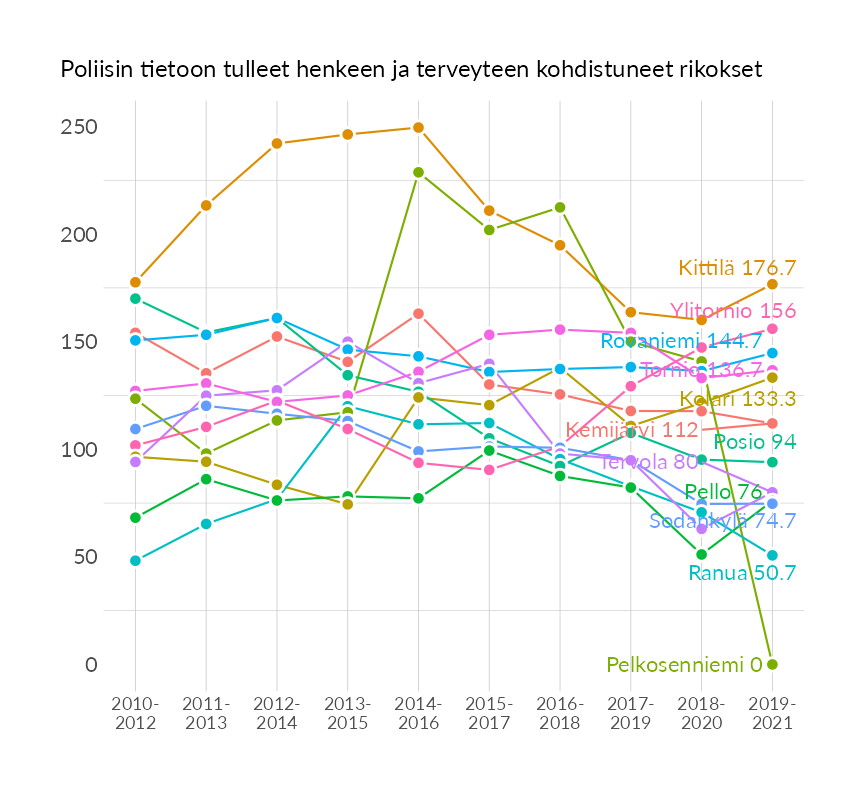 Poliisin tietoon tulleet henkeen ja terveyteen kohdistuneet rikokset
250
200
150
100
50
0
Kittilä 176.7
Ylitornio 156
Rovaniemi 144.7
Tornio 136.7
Kolari 133.3
Kemijärvi 112
Posio 94
Tervola 80
Pello 76
Sodankylä 74.7
Ranua 50.7
Pelkosenniemi 0
2010-
2012
2011-
2013
2012-
2014
2013-
2015
2014-
2016
2015-
2017
2016-
2018
2017-
2019
2018-
2020
2019-
2021